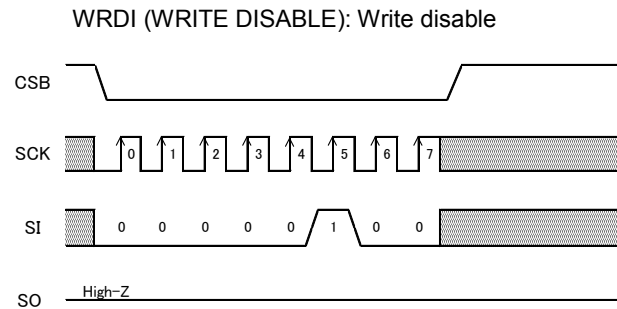 WRDI (WRITE DISABLE): Write disable
CSB
SCK 0 1 2 3 4 5 6 7
SI 0 0 0 0 0 1 0 0
High-Z
SO